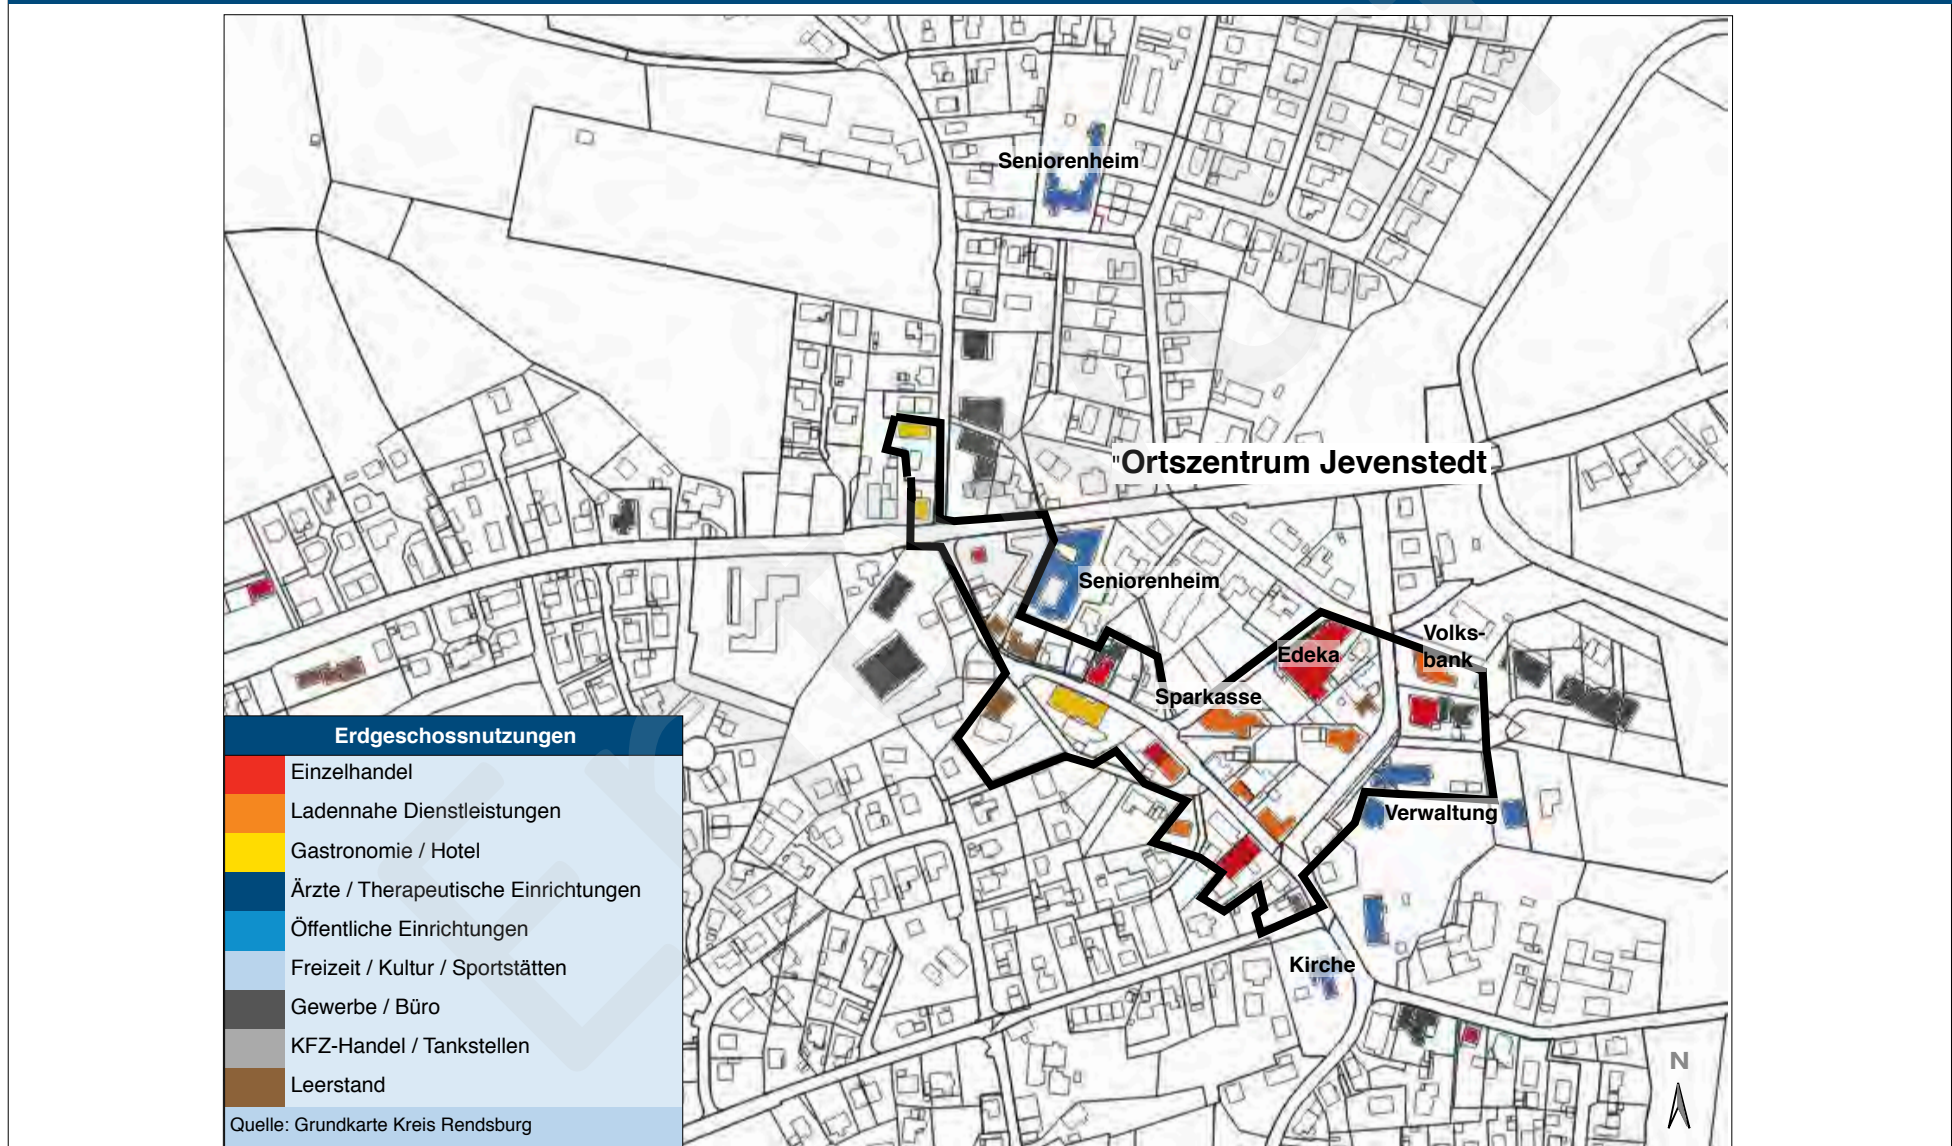 Seniorenheim
"Ortszentrum Jevenstedt
Seniorenheim
Volks-
bank
Edeka
Sparkasse
Verwaltung
Kirche
N
Erdgeschossnutzungen
Einzelhandel
Ladennahe Dienstleistungen
Gastronomie / Hotel
Ärzte / Therapeutische Einrichtungen
Öffentliche Einrichtungen
Freizeit / Kultur / Sportstätten
Gewerbe / Büro
KFZ-Handel / Tankstellen
Leerstand
Quelle: Grundkarte Kreis Rendsburg